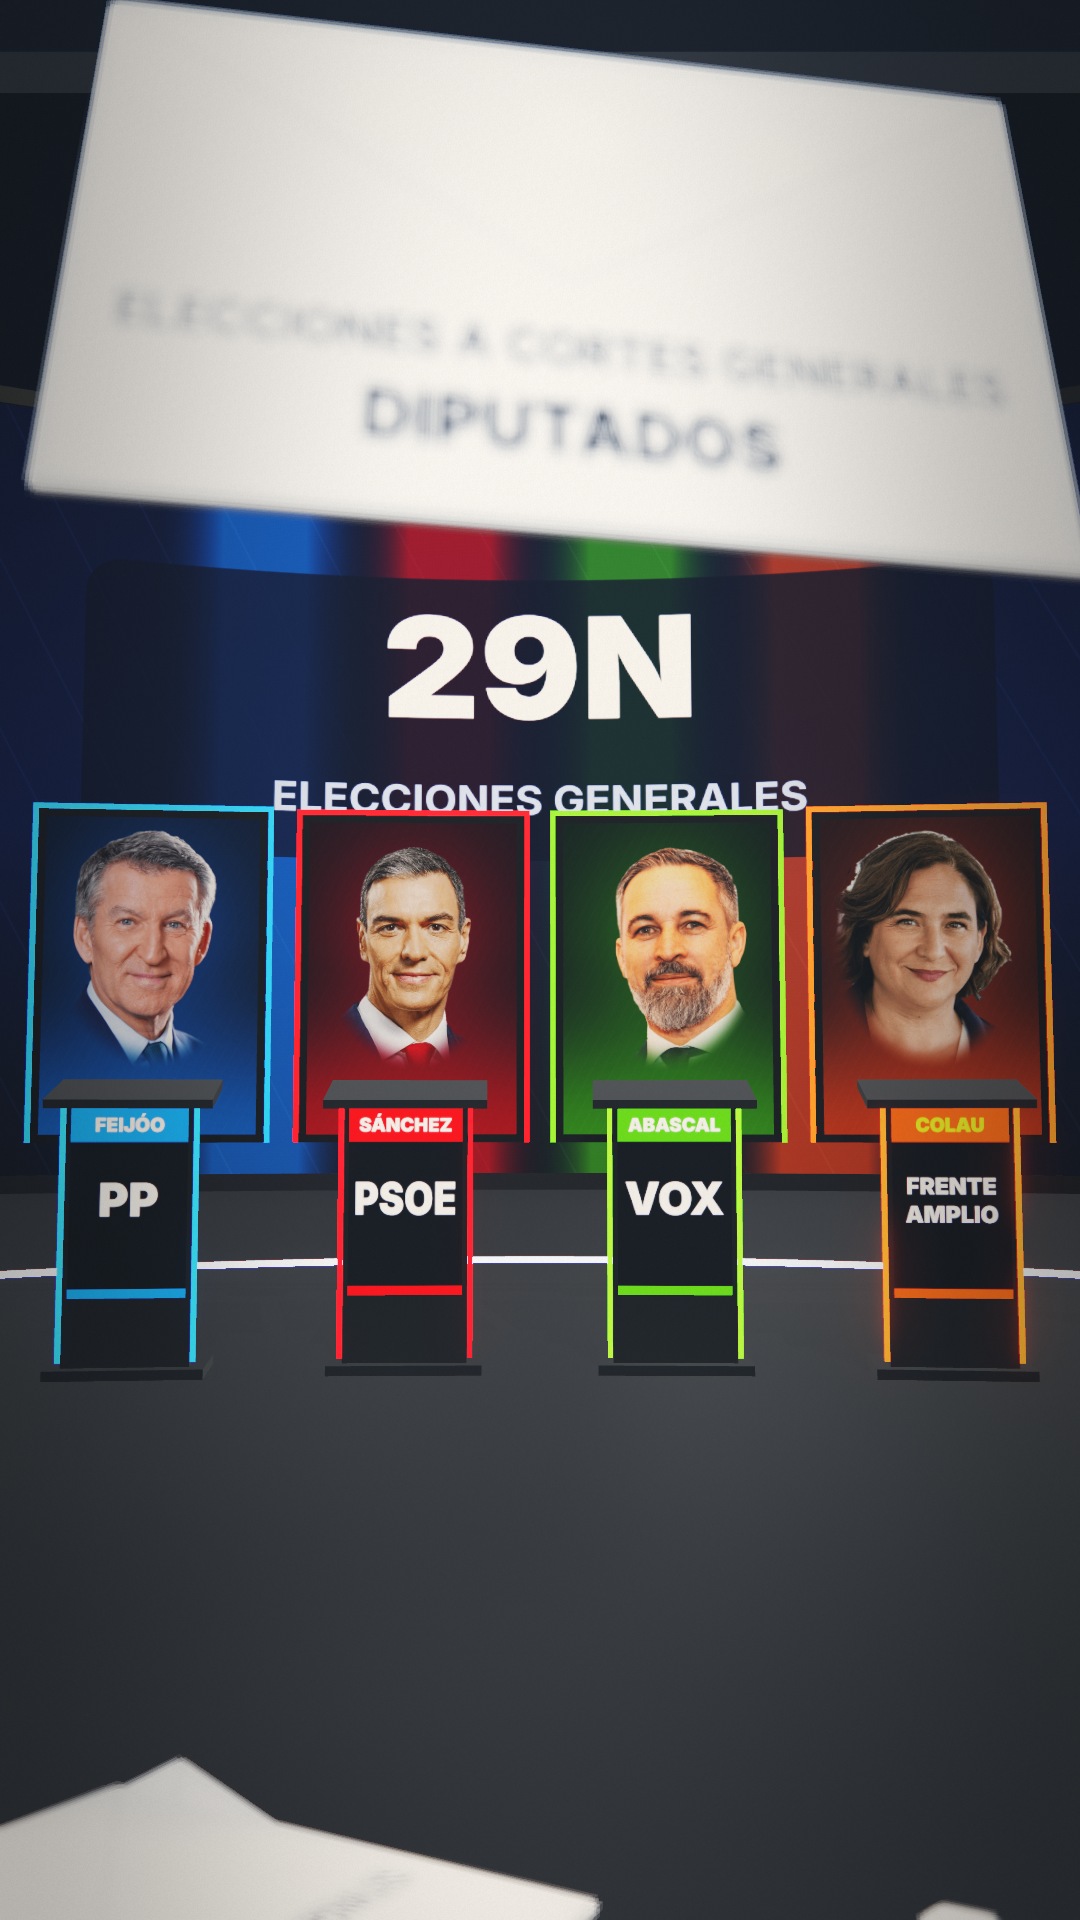 ELECCIONES A CORTES GENERALES
DIPUTADOS
29N
ELECCIONES GENERALES
FEIJÓO
SÁNCHEZ
ABASCAL
COLAU
PP
PSOE
VOX
FRENTE
AMPLIO